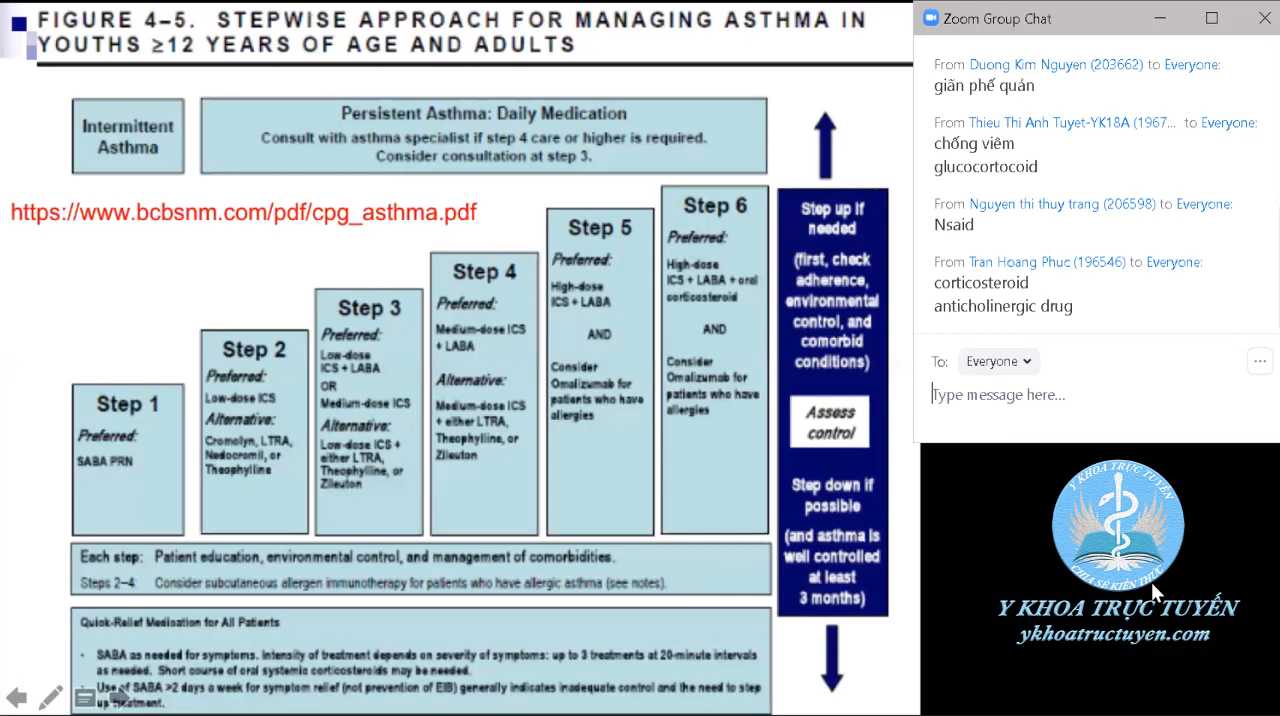 FIGURE 4–5. STEPWISE APPROACH FOR MANAGING ASTHMA IN
YOUTHS ≥12 YEARS OF AGE AND ADULTS
Intermittent
Asthma
Persistent Asthma: Daily Medication
Consult with asthma specialist if step 4 care or higher is required.
Consider consultation at step 3.
https://www.bcbsnm.com/pdf/cpg_asthma.pdf
Step 1
Preferred:
SABA PRN
Step 2
Preferred:
Low-dose ICS
Alternative:
Cromolyn, LTRA,
Nedocromil, or
Theophylline
Step 3
Preferred:
Low-dose
ICS + LABA
OR
Medium-dose ICS
Alternative:
Low-dose ICS +
either LTRA,
Theophylline, or
Zileuton
Step 4
Preferred:
Medium-dose ICS
+ LABA
Alternative:
Medium-dose ICS
+ either LTRA,
Theophylline, or
Zileuton
Step 5
Preferred:
High-dose
ICS + LABA
AND
Consider
Omalizumab for
patients who have
allergies
Step 6
Preferred:
High-dose
ICS + LABA + oral
corticosteroid
AND
Consider
Omalizumab for
patients who have
allergies
Step up if
needed
(first, check
adherence,
environmental
control, and
comorbid
conditions)
Assess
control
Step down if
possible
(and asthma is
well controlled
at least
3 months)
Each step: Patient education, environmental control, and management of comorbidities.
Steps 2–4: Consider subcutaneous allergen immunotherapy for patients who have allergic asthma (see notes).
Quick-Relief Medication for All Patients
• SABA as needed for symptoms. Intensity of treatment depends on severity of symptoms: up to 3 treatments at 20-minute intervals
as needed. Short course of oral systemic corticosteroids may be needed.
• Use of SABA >2 days a week for symptom relief (not prevention of EIB) generally indicates inadequate control and the need to step
up treatment.
Zoom Group Chat
From Duong Kim Nguyen (203662) to Everyone:
giãn phế quản
From Thieu Thi Anh Tuyet-YK18A (1967... to Everyone:
chống viêm
glucocortocoid
From Nguyen thi thuy trang (206598) to Everyone:
Nsaid
From Tran Hoang Phuc (196546) to Everyone:
corticosteroid
anticholinergic drug
To: Everyone
Type message here...
Y KHOA TRỰC TUYẾN
CHIA SẺ KIẾN THỨC
Y KHOA TRỰC TUYẾN
ykhoatructuyen.com